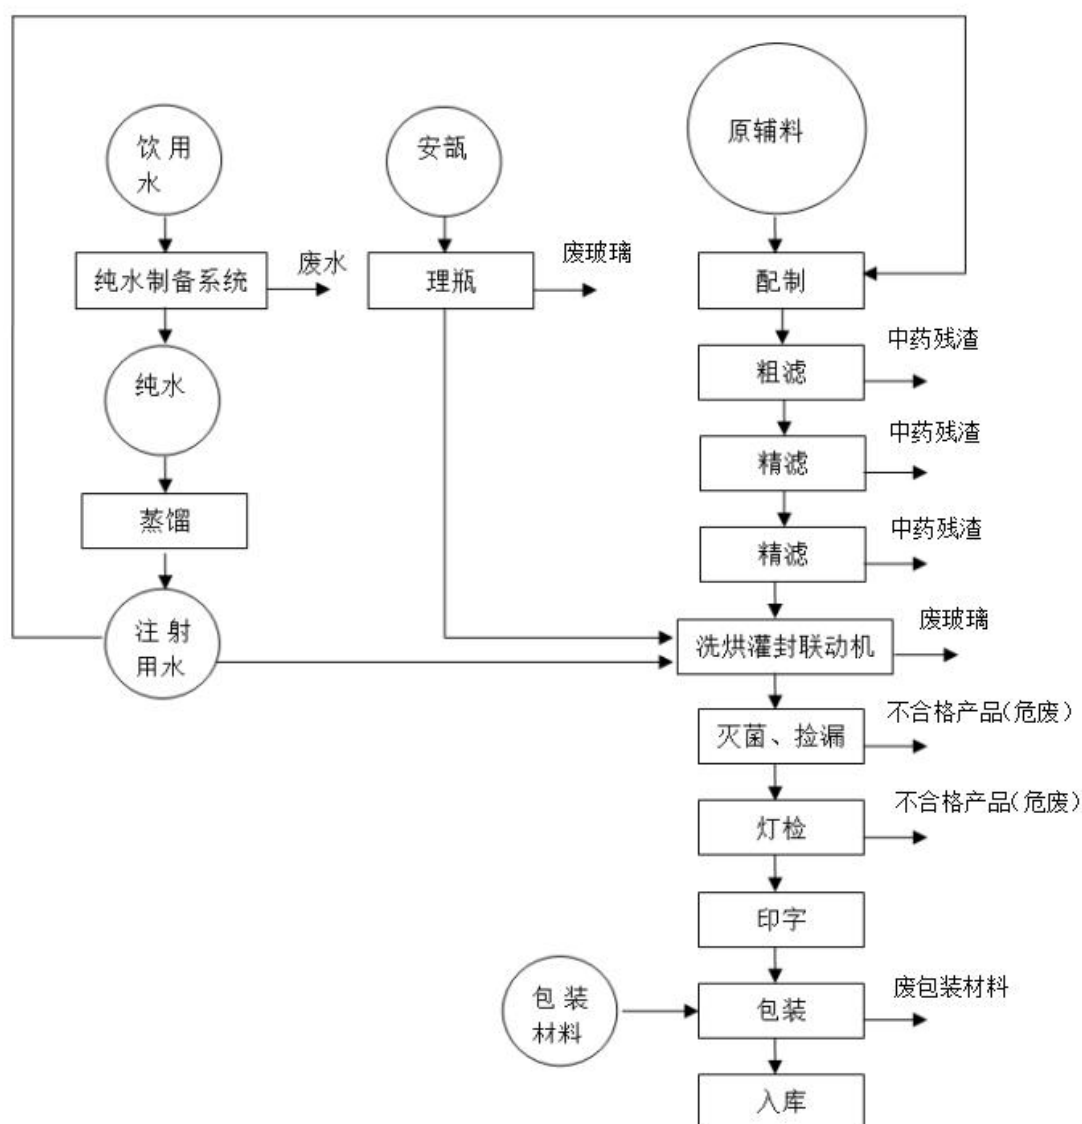 饮用
水
安瓿
原辅料
纯水制备系统
废水
理瓶
废玻璃
配制
纯水
粗滤
中药残渣
精滤
中药残渣
蒸馏
精滤
中药残渣
注射
用水
洗烘灌封联动机
废玻璃
灭菌、捡漏
不合格产品(危废)
灯检
不合格产品(危废)
印字
包装
材料
包装
废包装材料
入库